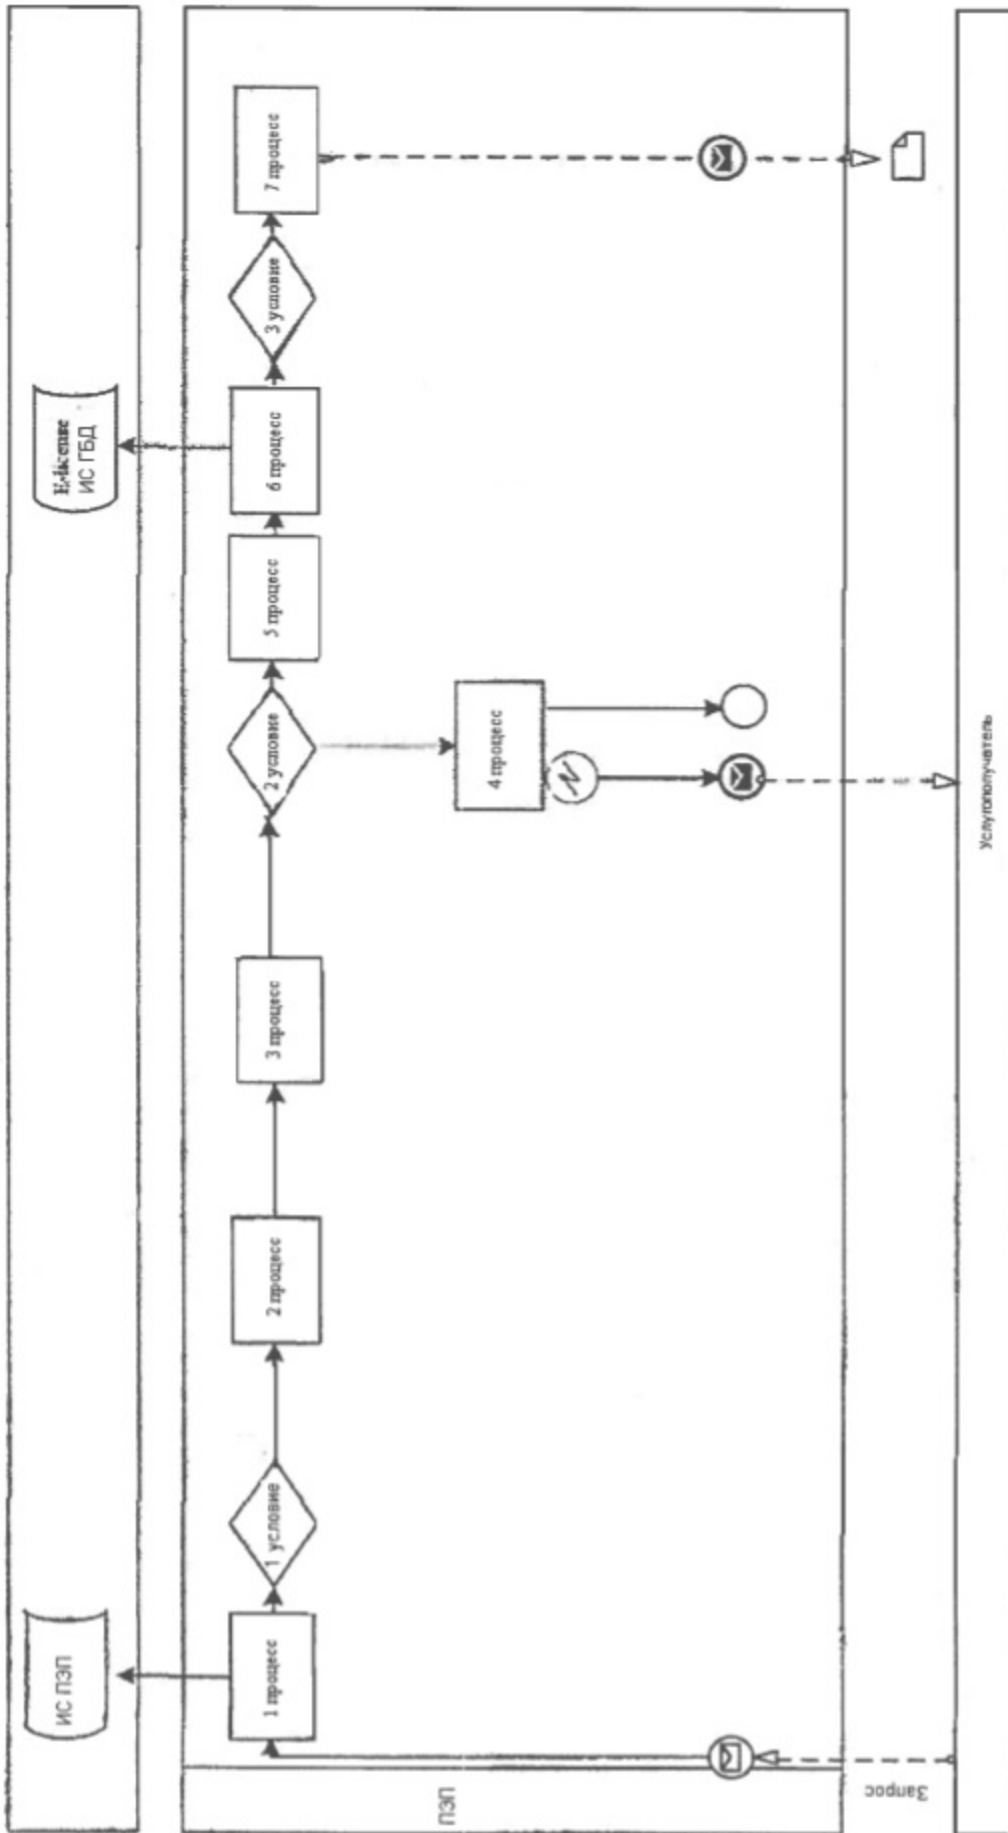 ИС ПЭП
E-license
ИС ГБД
ПЭП
1 процесс
1 условие
2 процесс
3 процесс
2 условие
4 процесс
5 процесс
6 процесс
3 условие
7 процесс
Запрос
Услугополучатель